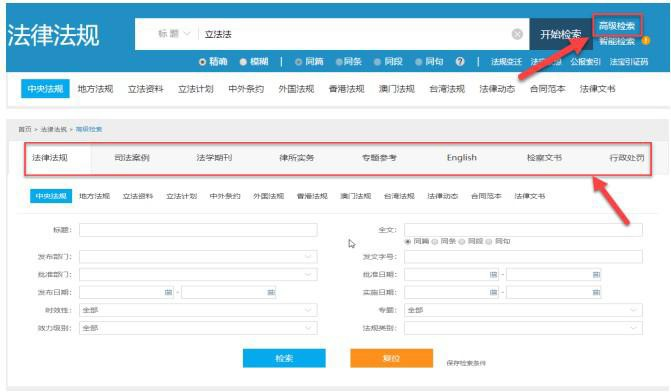 法律法规 标题 立法法 开始检索 高级检索
智能检索
精确 模糊 | 同篇 同条 同段 同句 | 法规变迁 公报索引 法宝引证码
中央法规 地方法规 立法资料 立法计划 中外条约 外国法规 香港法规 澳门法规 台湾法规 法律动态 合同范本 法律文书
首页 > 法律法规 > 高级检索
法律法规 司法案例 法学期刊 律所实务 专题参考 English 检察文书 行政处罚
中央法规 地方法规 立法资料 立法计划 中外条约 外国法规 香港法规 澳门法规 台湾法规 法律动态 合同范本 法律文书
标题: 全文:
同篇 同条 同段 同句
发布部门: 发文字号:
批准部门: 批准日期: -
发布日期: - 实施日期: -
时效性: 全部 专题: 全部
效力级别: 全部 法规类别:
检索 复位 保存检索条件